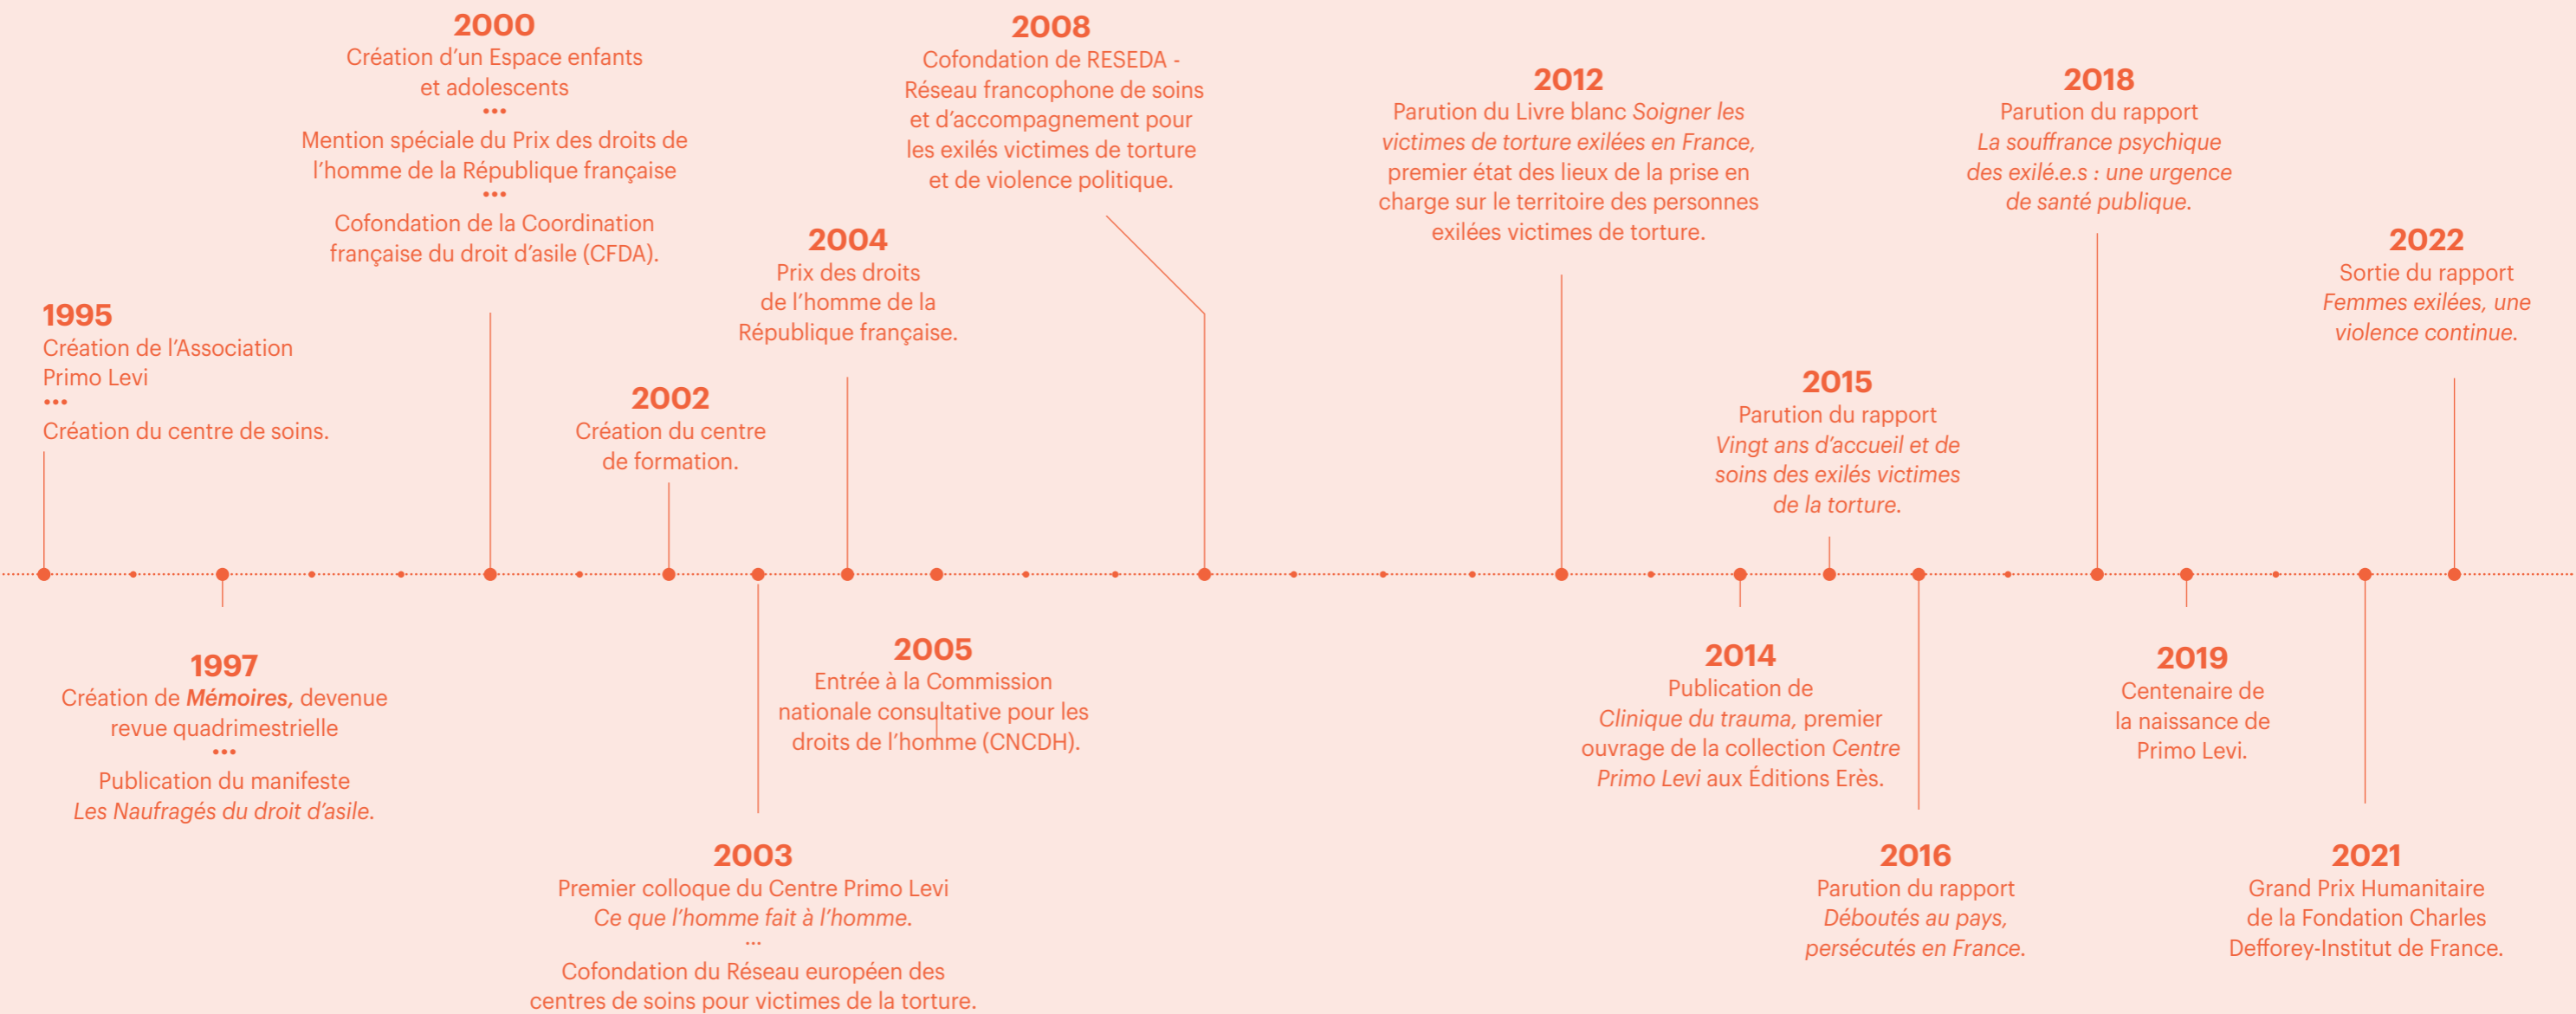 1995
Création de l’Association
Primo Levi
•••
Création du centre de soins.
1997
Création de Mémoires, devenue
revue quadrimestrielle
•••
Publication du manifeste
Les Naufragés du droit d’asile.
2000
Création d’un Espace enfants
et adolescents
•••
Mention spéciale du Prix des droits de
l’homme de la République française
•••
Cofondation de la Coordination
française du droit d’asile (CFDA).
2002
Création du centre
de formation.
2003
Premier colloque du Centre Primo Levi
Ce que l’homme fait à l’homme.
...
Cofondation du Réseau européen des
centres de soins pour victimes de la torture.
2004
Prix des droits
de l’homme de la
République française.
2005
Entrée à la Commission
nationale consultative pour les
droits de l’homme (CNCDH).
2008
Cofondation de RESEDA -
Réseau francophone de soins
et d’accompagnement pour
les exilés victimes de torture
et de violence politique.
2012
Parution du Livre blanc Soigner les
victimes de torture exilées en France,
premier état des lieux de la prise en
charge sur le territoire des personnes
exilées victimes de torture.
2014
Publication de
Clinique du trauma, premier
ouvrage de la collection Centre
Primo Levi aux Éditions Erès.
2015
Parution du rapport
Vingt ans d’accueil et de
soins des exilés victimes
de la torture.
2016
Parution du rapport
Déboutés au pays,
persécutés en France.
2018
Parution du rapport
La souffrance psychique
des exilé.e.s : une urgence
de santé publique.
2019
Centenaire de
la naissance de
Primo Levi.
2021
Grand Prix Humanitaire
de la Fondation Charles
Defforey-Institut de France.
2022
Sortie du rapport
Femmes exilées, une
violence continue.